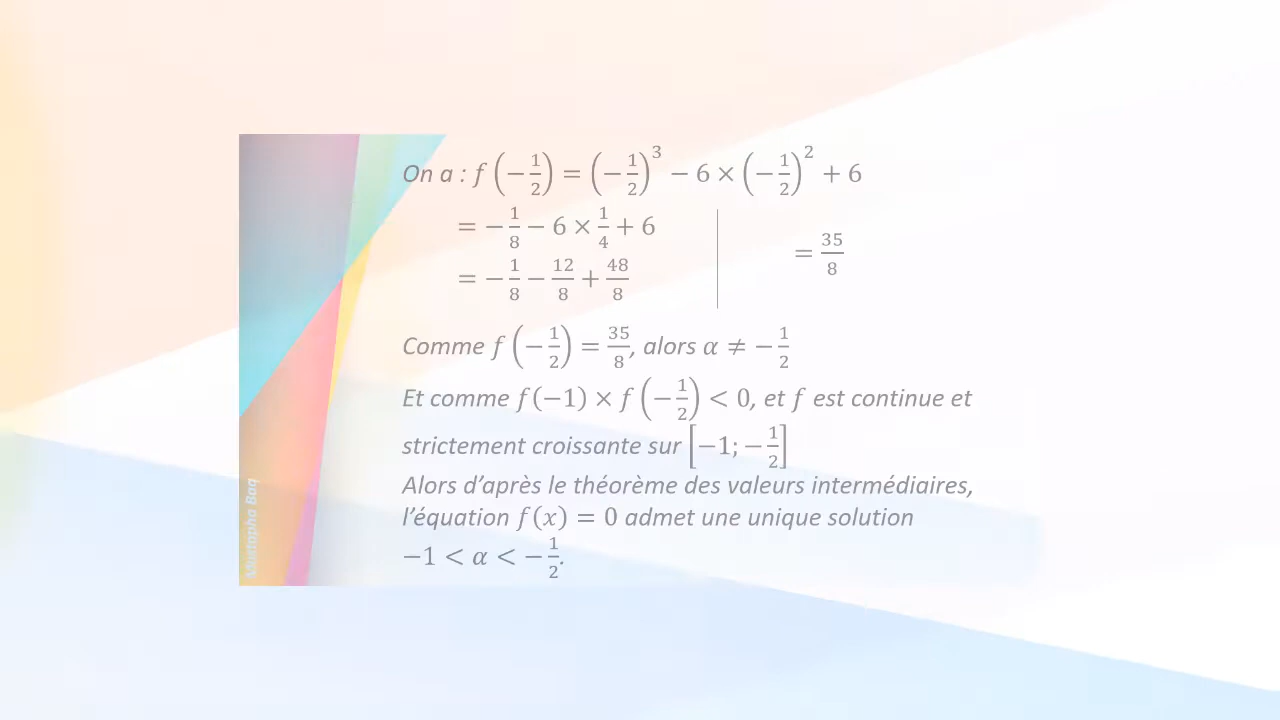 On a : f(−1/2) = (−1/2)³ − 6 × (−1/2)² + 6
= −1/8 − 6 × 1/4 + 6
= −1/8 − 12/8 + 48/8
= 35/8
Comme f(−1/2) = 35/8, alors α ≠ −1/2
Et comme f(−1) × f(−1/2) < 0, et f est continue et
strictement croissante sur [−1; −1/2]
Alors d’après le théorème des valeurs intermédiaires,
l’équation f(x) = 0 admet une unique solution
−1 < α < −1/2.